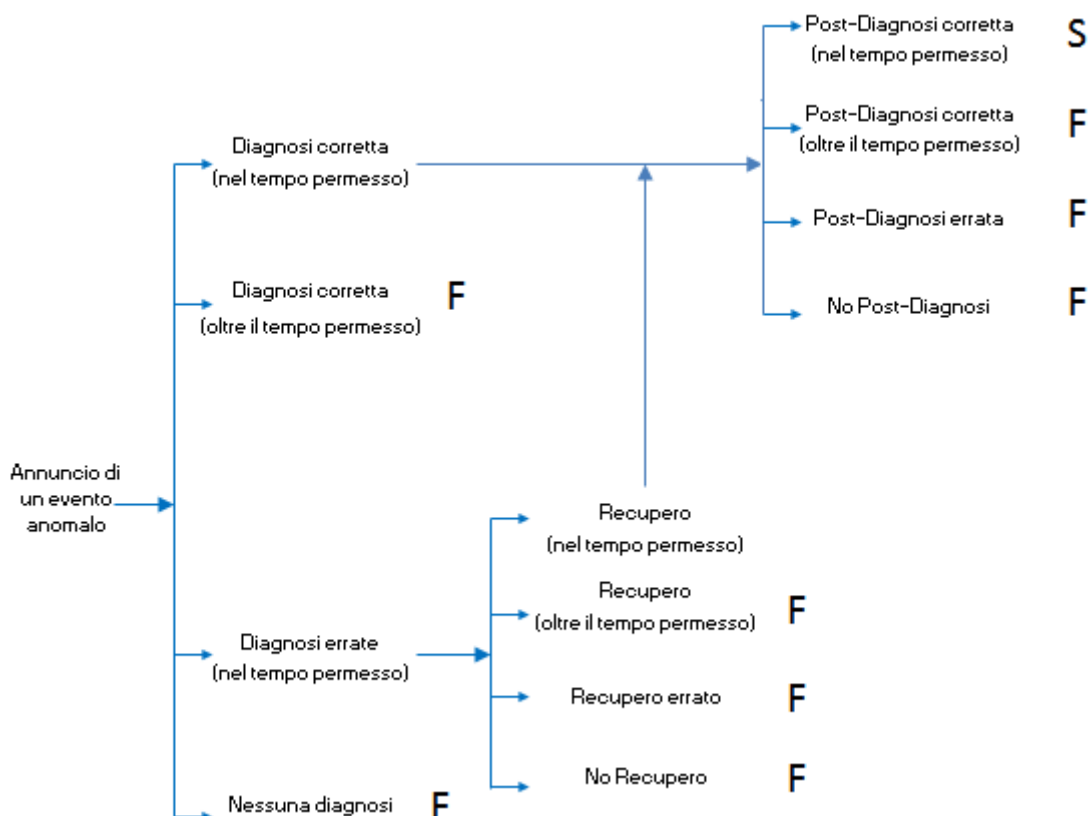 Post-Diagnosi corretta S
(nel tempo permesso)
Post-Diagnosi corretta F
(oltre il tempo permesso)
Diagnosi corretta
(nel tempo permesso)
Post-Diagnosi errata F
Diagnosi corretta F
(oltre il tempo permesso)
No Post-Diagnosi F
Annuncio di
un evento
anomalo
Recupero
(nel tempo permesso)
Recupero
(oltre il tempo permesso) F
Diagnosi errate
(nel tempo permesso)
Recupero errato F
No Recupero F
Nessuna diagnosi F